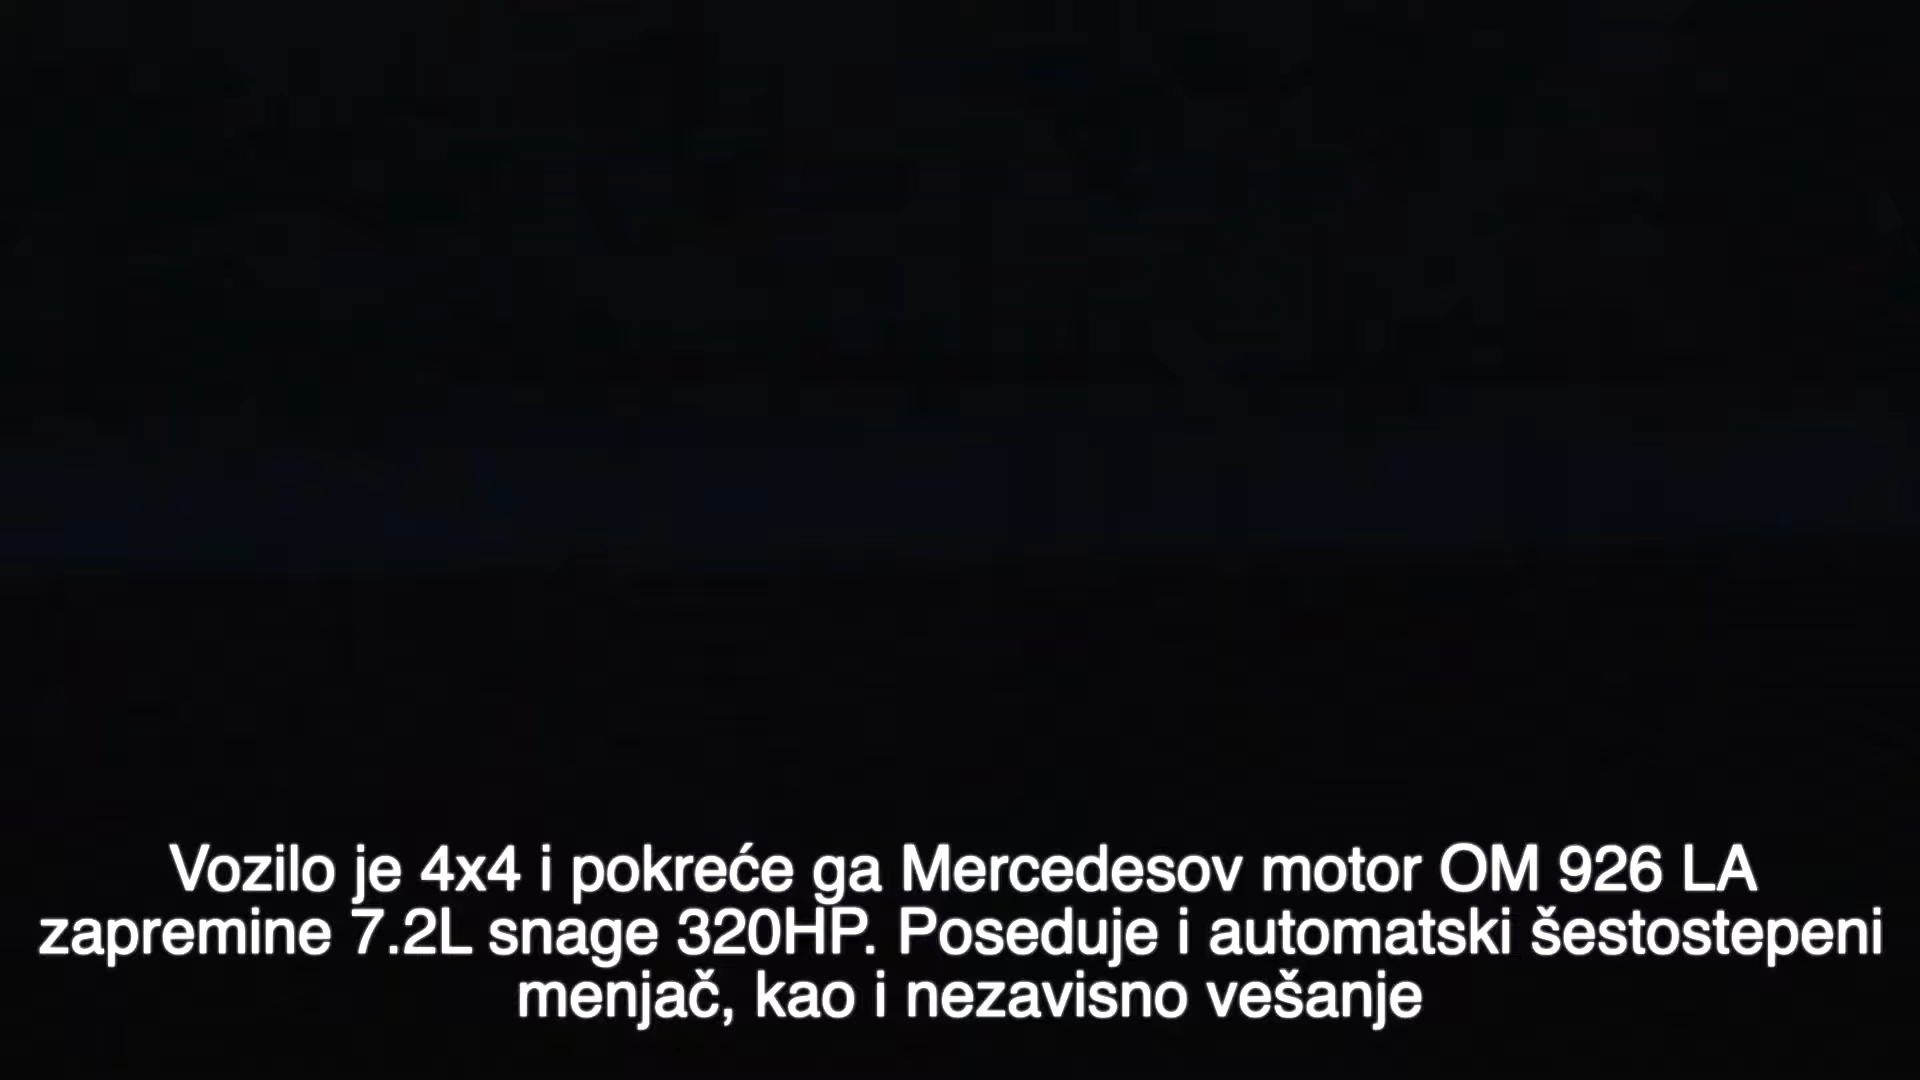 Vozilo je 4x4 i pokreće ga Mercedesov motor OM 926 LA
zapremine 7.2L snage 320HP. Poseduje i automatski šestostepeni
menjač, kao i nezavisno vešanje